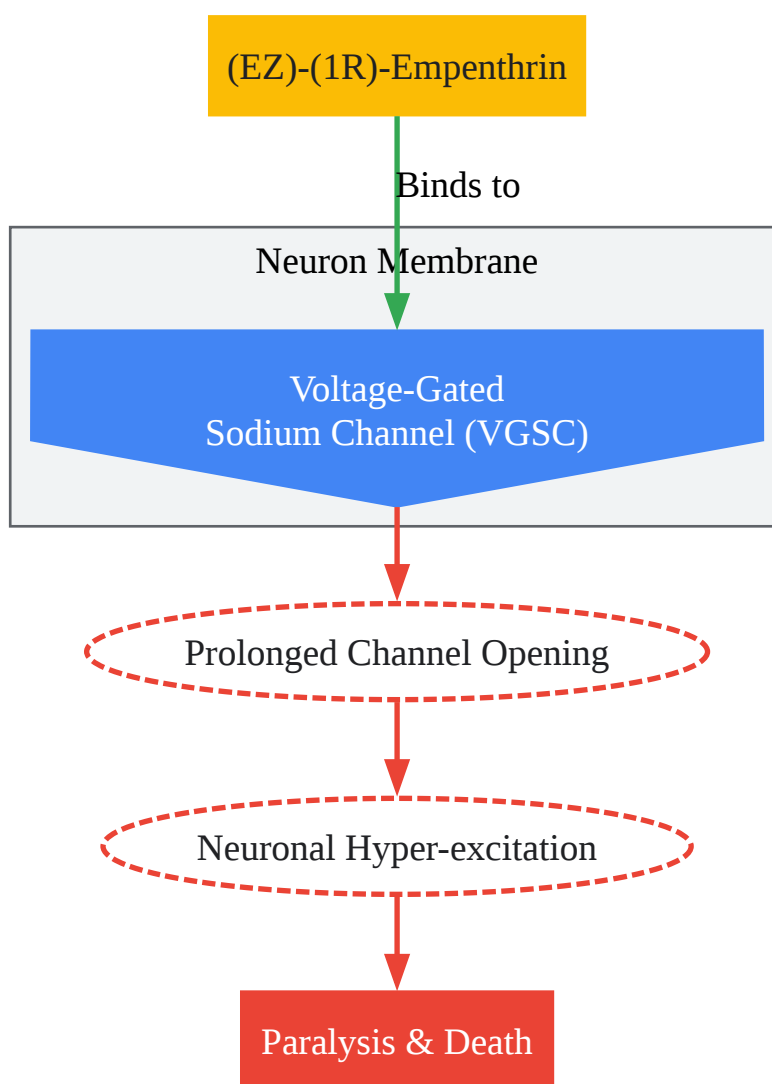 (EZ)-(1R)-Empenthrin
Binds to
Neuron Membrane
Voltage-Gated
Sodium Channel (VGSC)
Prolonged Channel Opening
Neuronal Hyper-excitation
Paralysis & Death